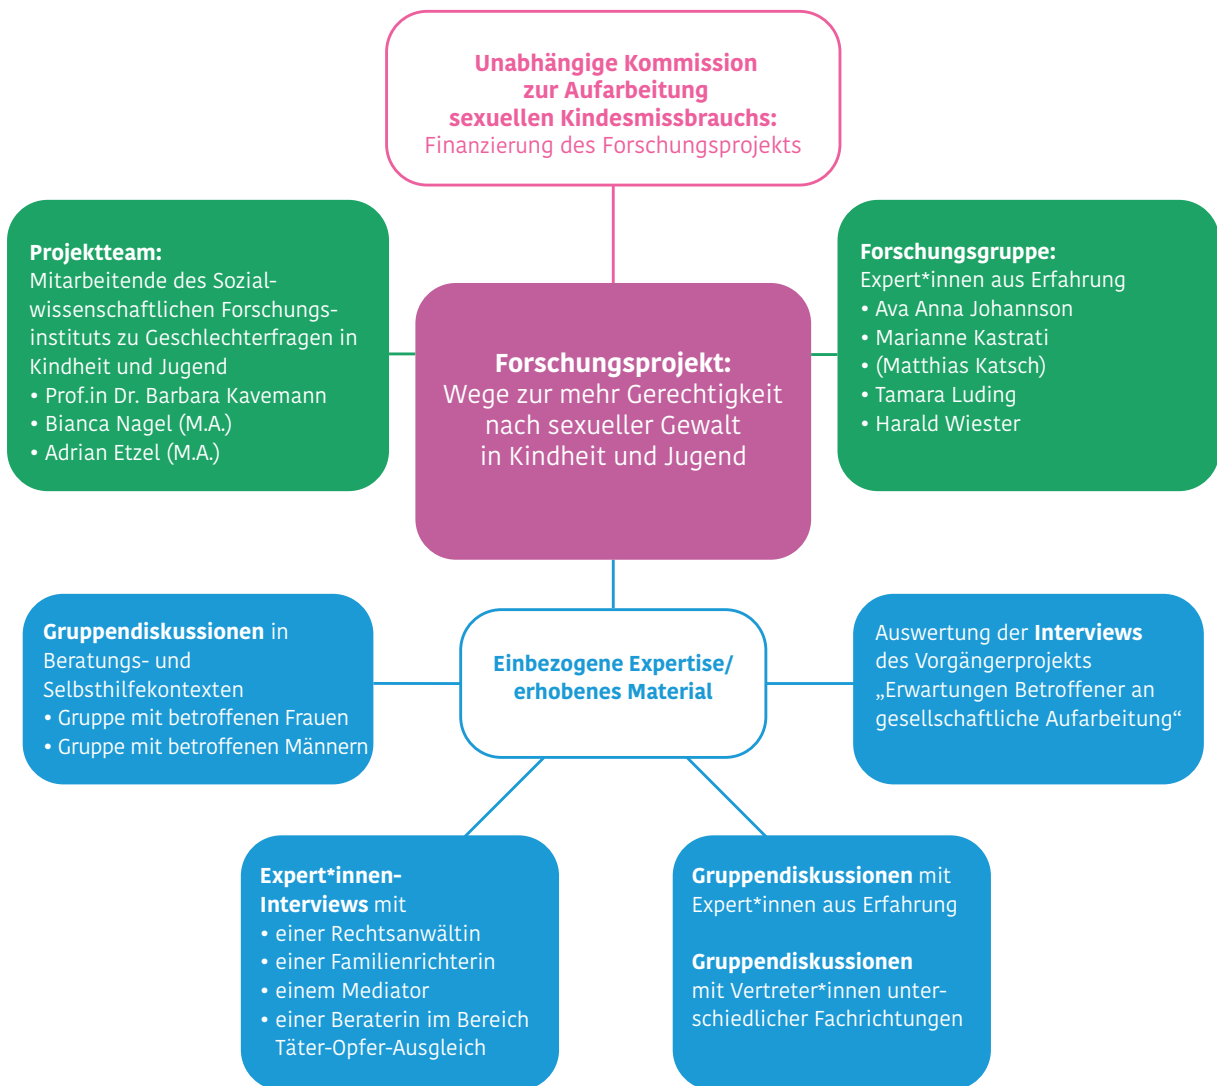 Unabhängige Kommission
zur Aufarbeitung
sexuellen Kindesmissbrauchs:
Finanzierung des Forschungsprojekts
Projektteam:
Mitarbeitende des Sozial-
wissenschaftlichen Forschungs-
instituts zu Geschlechterfragen in
Kindheit und Jugend
• Prof.in Dr. Barbara Kavemann
• Bianca Nagel (M.A.)
• Adrian Etzel (M.A.)
Forschungsprojekt:
Wege zur mehr Gerechtigkeit
nach sexueller Gewalt
in Kindheit und Jugend
Forschungsgruppe:
Expert*innen aus Erfahrung
• Ava Anna Johannson
• Marianne Kastrati
• (Matthias Katsch)
• Tamara Luding
• Harald Wiester
Gruppendiskussionen in
Beratungs- und
Selbsthilfekontexten
• Gruppe mit betroffenen Frauen
• Gruppe mit betroffenen Männern
Einbezogene Expertise/
erhobenes Material
Auswertung der Interviews
des Vorgängerprojekts
„Erwartungen Betroffener an
gesellschaftliche Aufarbeitung“
Expert*innen-
Interviews mit
• einer Rechtsanwältin
• einer Familienrichterin
• einem Mediator
• einer Beraterin im Bereich
Täter-Opfer-Ausgleich
Gruppendiskussionen mit
Expert*innen aus Erfahrung
Gruppendiskussionen
mit Vertreter*innen unter-
schiedlicher Fachrichtungen